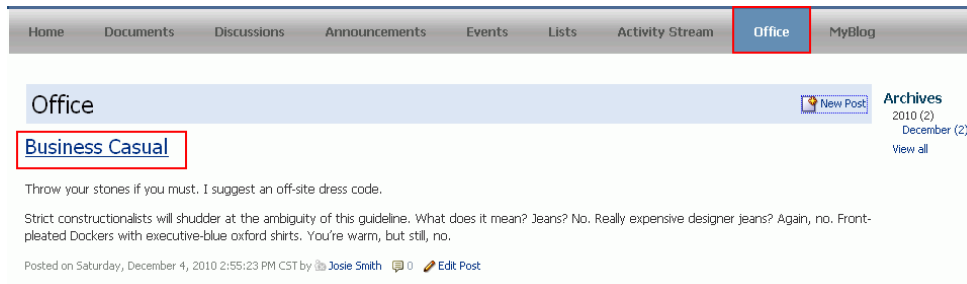 Home Documents Discussions Announcements Events Lists Activity Stream Office MyBlog
Office
New Post
Archives
2010 (2)
December (2)
View all
Business Casual
Throw your stones if you must. I suggest an off-site dress code.
Strict constructionalists will shudder at the ambiguity of this guideline. What does it mean? Jeans? No. Really expensive designer jeans? Again, no. Front-
pleated Dockers with executive-blue oxford shirts. You're warm, but still, no.
Posted on Saturday, December 4, 2010 2:55:23 PM CST by Josie Smith 0 Edit Post